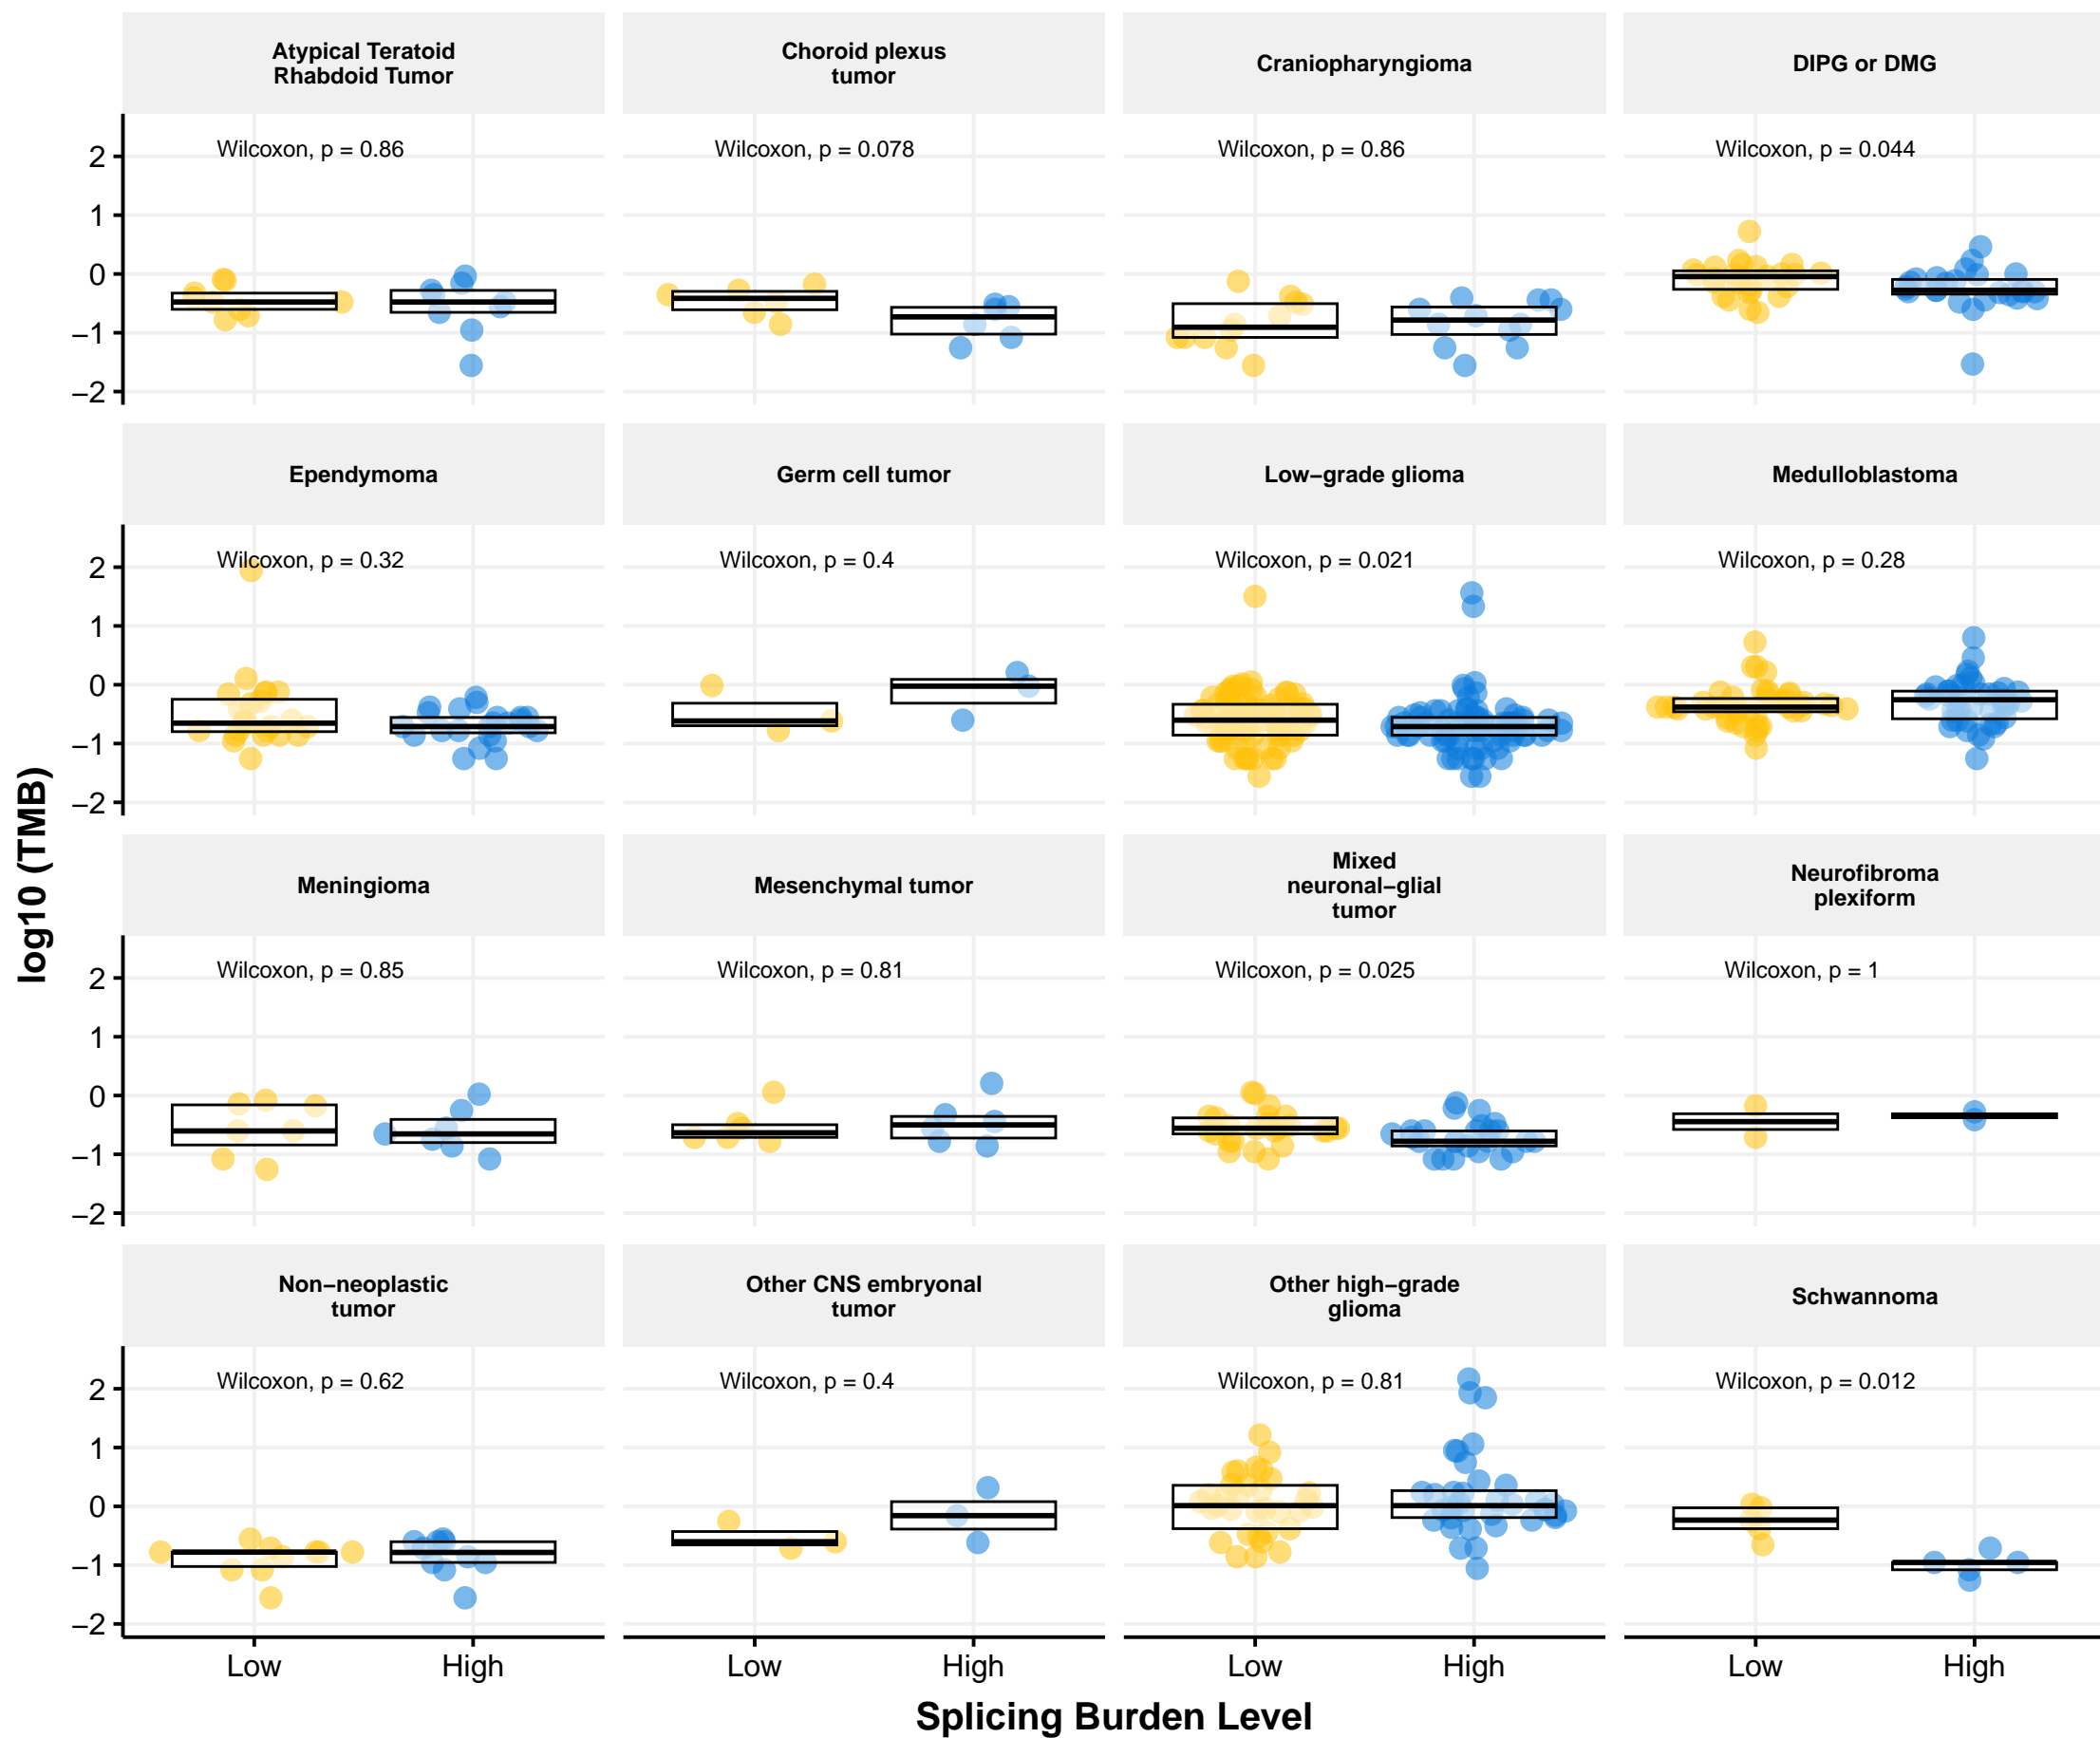 Atypical Teratoid
Rhabdoid Tumor
Choroid plexus
tumor
Craniopharyngioma
DIPG or DMG
Wilcoxon, p = 0.86
Wilcoxon, p = 0.078
Wilcoxon, p = 0.86
Wilcoxon, p = 0.044
2
1
0
−1
−2
Ependymoma
Germ cell tumor
Low−grade glioma
Medulloblastoma
Wilcoxon, p = 0.32
Wilcoxon, p = 0.4
Wilcoxon, p = 0.021
Wilcoxon, p = 0.28
2
1
0
−1
−2
Meningioma
Mesenchymal tumor
Mixed
neuronal−glial
tumor
Neurofibroma
plexiform
Wilcoxon, p = 0.85
Wilcoxon, p = 0.81
Wilcoxon, p = 0.025
Wilcoxon, p = 1
2
1
0
−1
−2
Non−neoplastic
tumor
Other CNS embryonal
tumor
Other high−grade
glioma
Schwannoma
Wilcoxon, p = 0.62
Wilcoxon, p = 0.4
Wilcoxon, p = 0.81
Wilcoxon, p = 0.012
2
1
0
−1
−2
Low
High
Low
High
Low
High
Low
High
Splicing Burden Level
log10 (TMB)